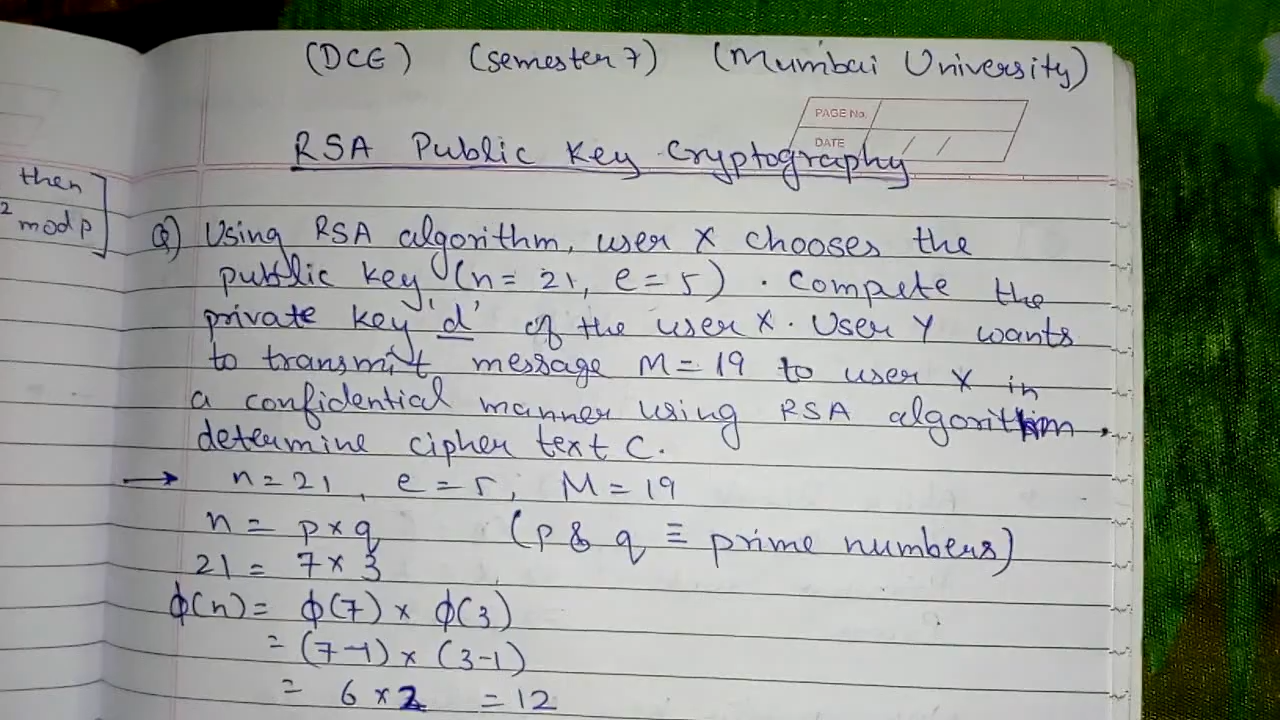 (DCE) (semester 7) (Mumbai University)
PAGE No.
DATE / /
RSA Public Key Cryptography
then
2 mod p
Q) Using RSA algorithm, user X chooses the
public key (n = 21, e = 5). Compute the
private key 'd' of the user X. User Y wants
to transmit message M = 19 to user X in
a confidential manner using RSA algorithm.
determine cipher text C.
→ n = 21, e = 5, M = 19
n = p × q (p & q ≡ prime numbers)
21 = 7 × 3
ϕ(n) = ϕ(7) × ϕ(3)
= (7-1) × (3-1)
= 6 × 2 = 12